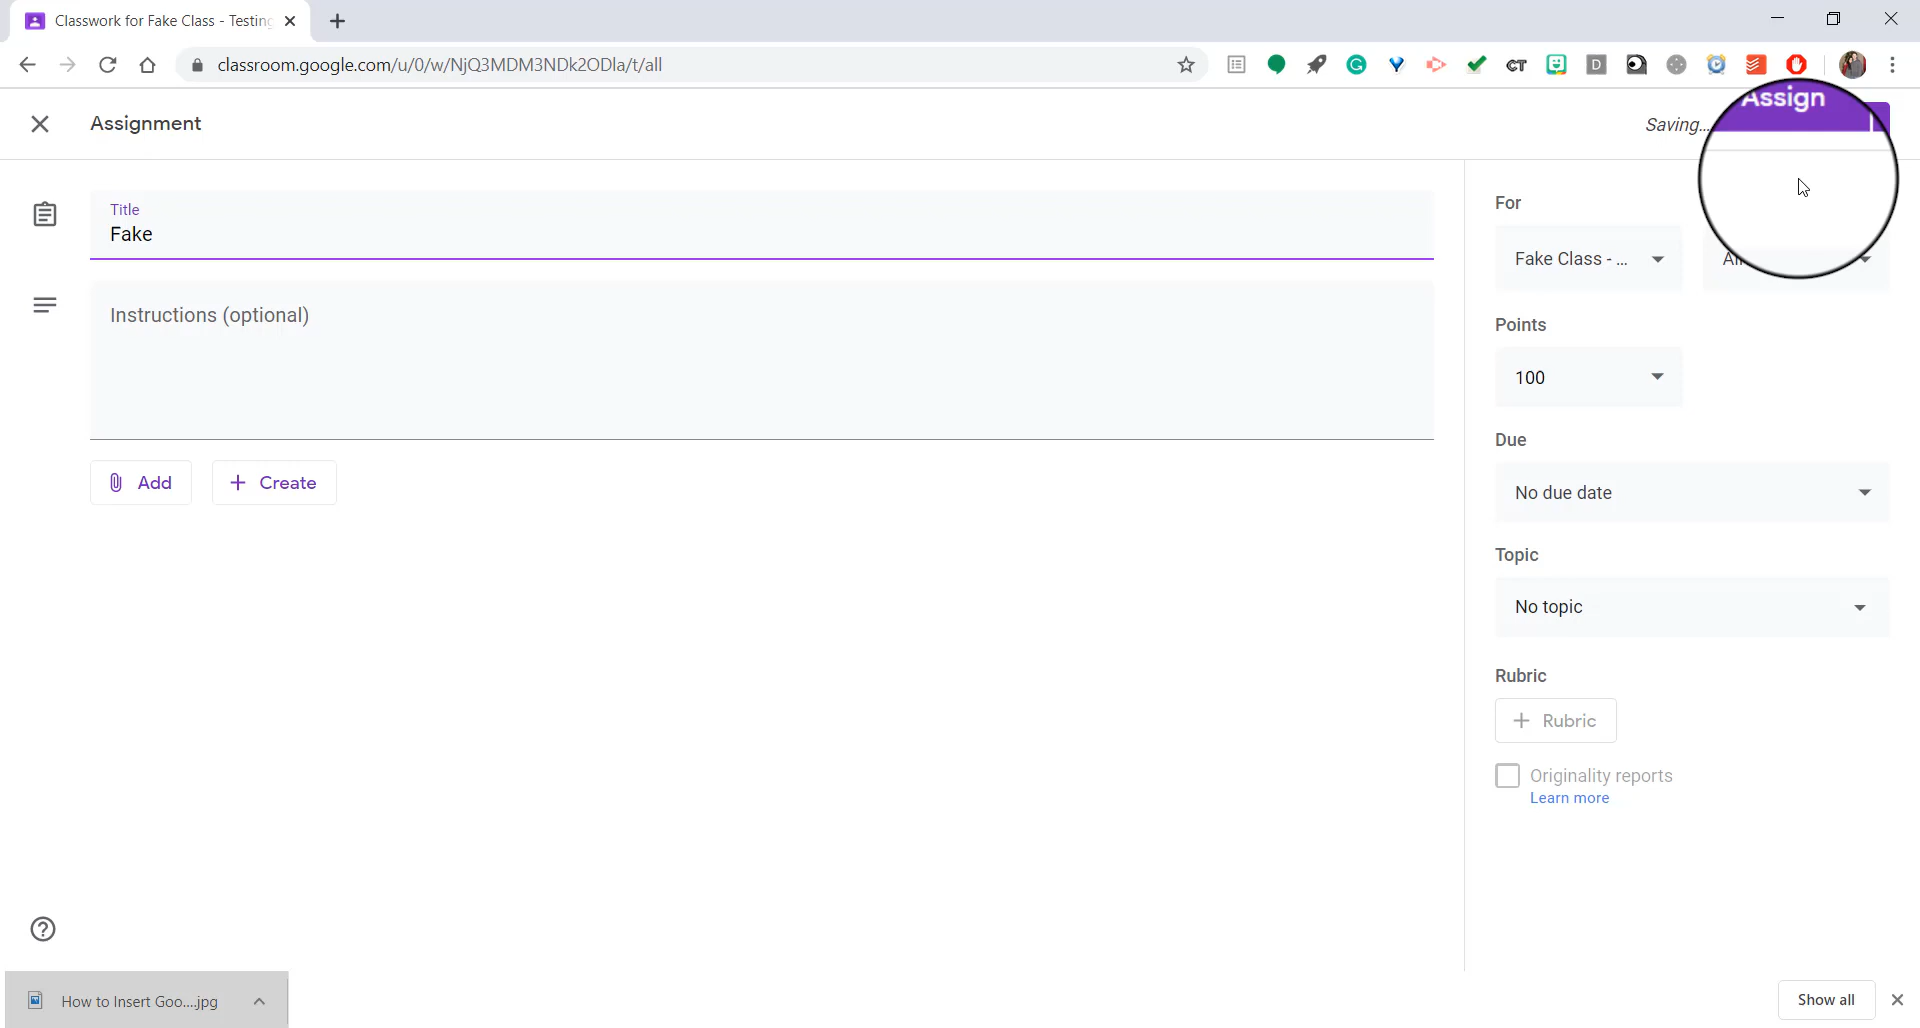 Classwork for Fake Class - Testing
classroom.google.com/u/0/w/NjQ3MDM3NDk2ODla/t/all
CT
D
Assignment
Saving...
Assign
Title
Fake
Instructions (optional)
Add
Create
For
Fake Class - ...
Points
100
Due
No due date
Topic
No topic
Rubric
Rubric
Originality reports
Learn more
How to Insert Goo....jpg
Show all